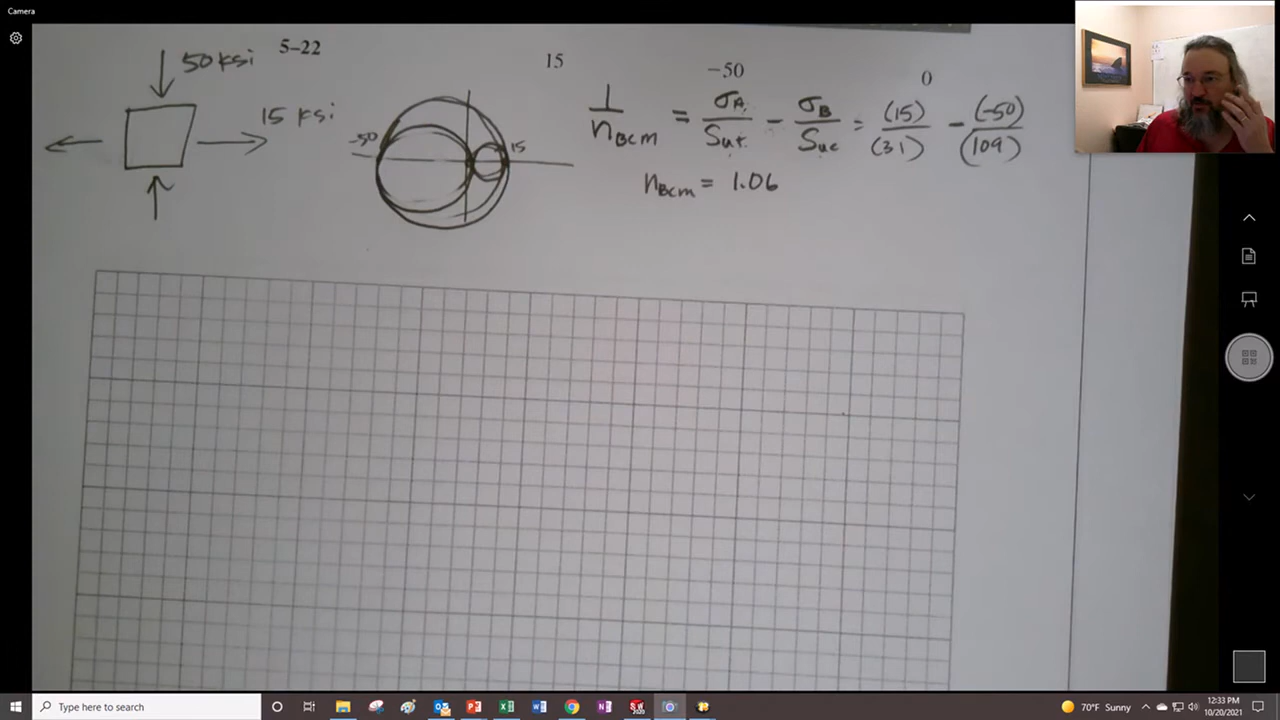 Camera
50 ksi
5–22
15
−50
0
15 ksi
-50
15
1/n_BCM = σ_A/S_ut − σ_B/S_uc = (15)/(31) − (-50)/(109)
n_BCM = 1.06
Type here to search
70°F Sunny
12:33 PM
10/20/2021